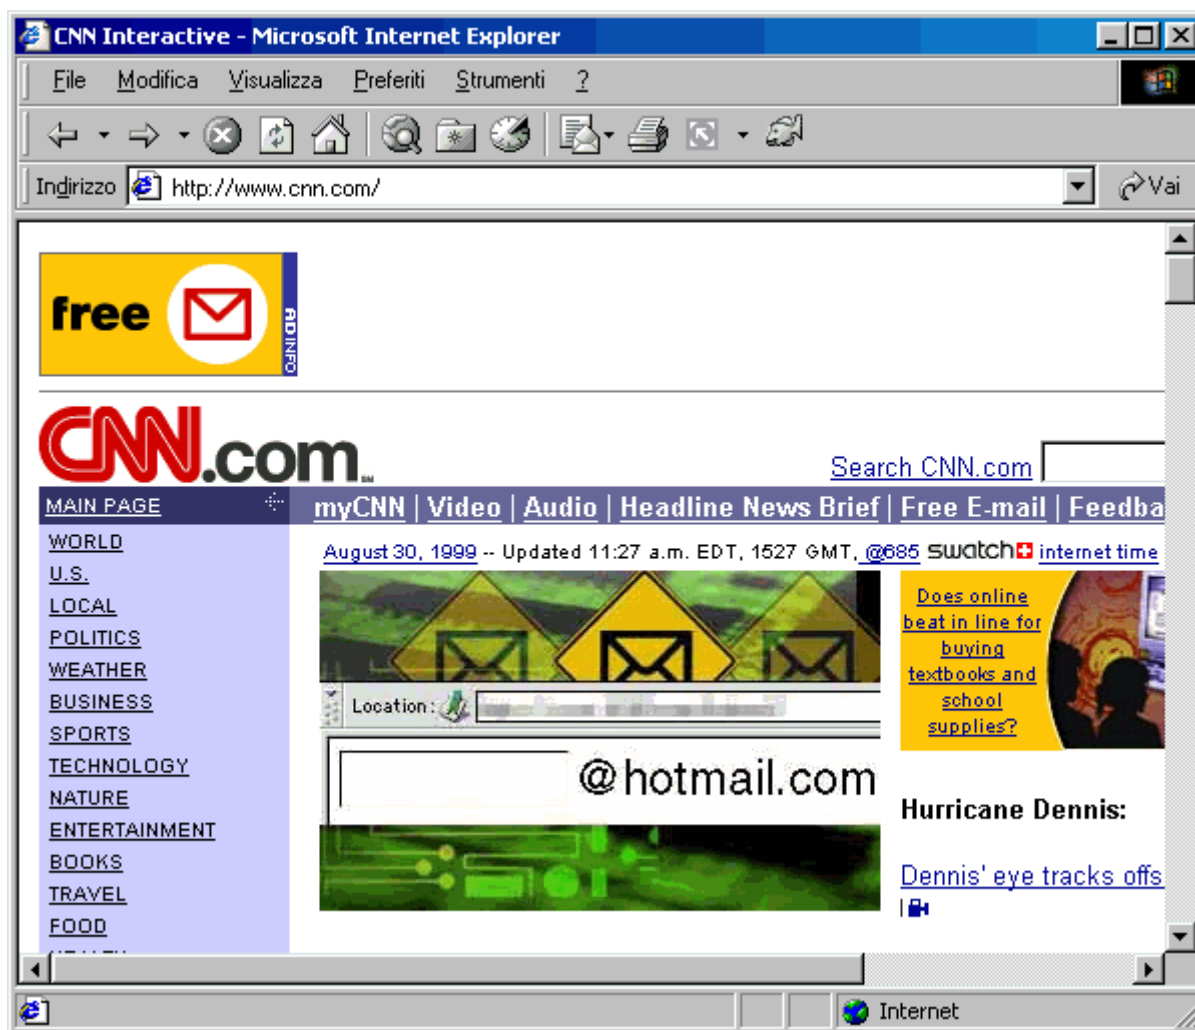 CNN Interactive - Microsoft Internet Explorer
File Modifica Visualizza Preferiti Strumenti ?
Indirizzo http://www.cnn.com/ Vai
free
AD INFO
CNN.com
Search CNN.com
MAIN PAGE
myCNN | Video | Audio | Headline News Brief | Free E-mail | Feedba
August 30, 1999 -- Updated 11:27 a.m. EDT, 1527 GMT, @685 swatch internet time
WORLD
U.S.
LOCAL
POLITICS
WEATHER
BUSINESS
SPORTS
TECHNOLOGY
NATURE
ENTERTAINMENT
BOOKS
TRAVEL
FOOD
Location:
@hotmail.com
Does online
beat in line for
buying
textbooks and
school
supplies?
Hurricane Dennis:
Dennis' eye tracks offs
Internet